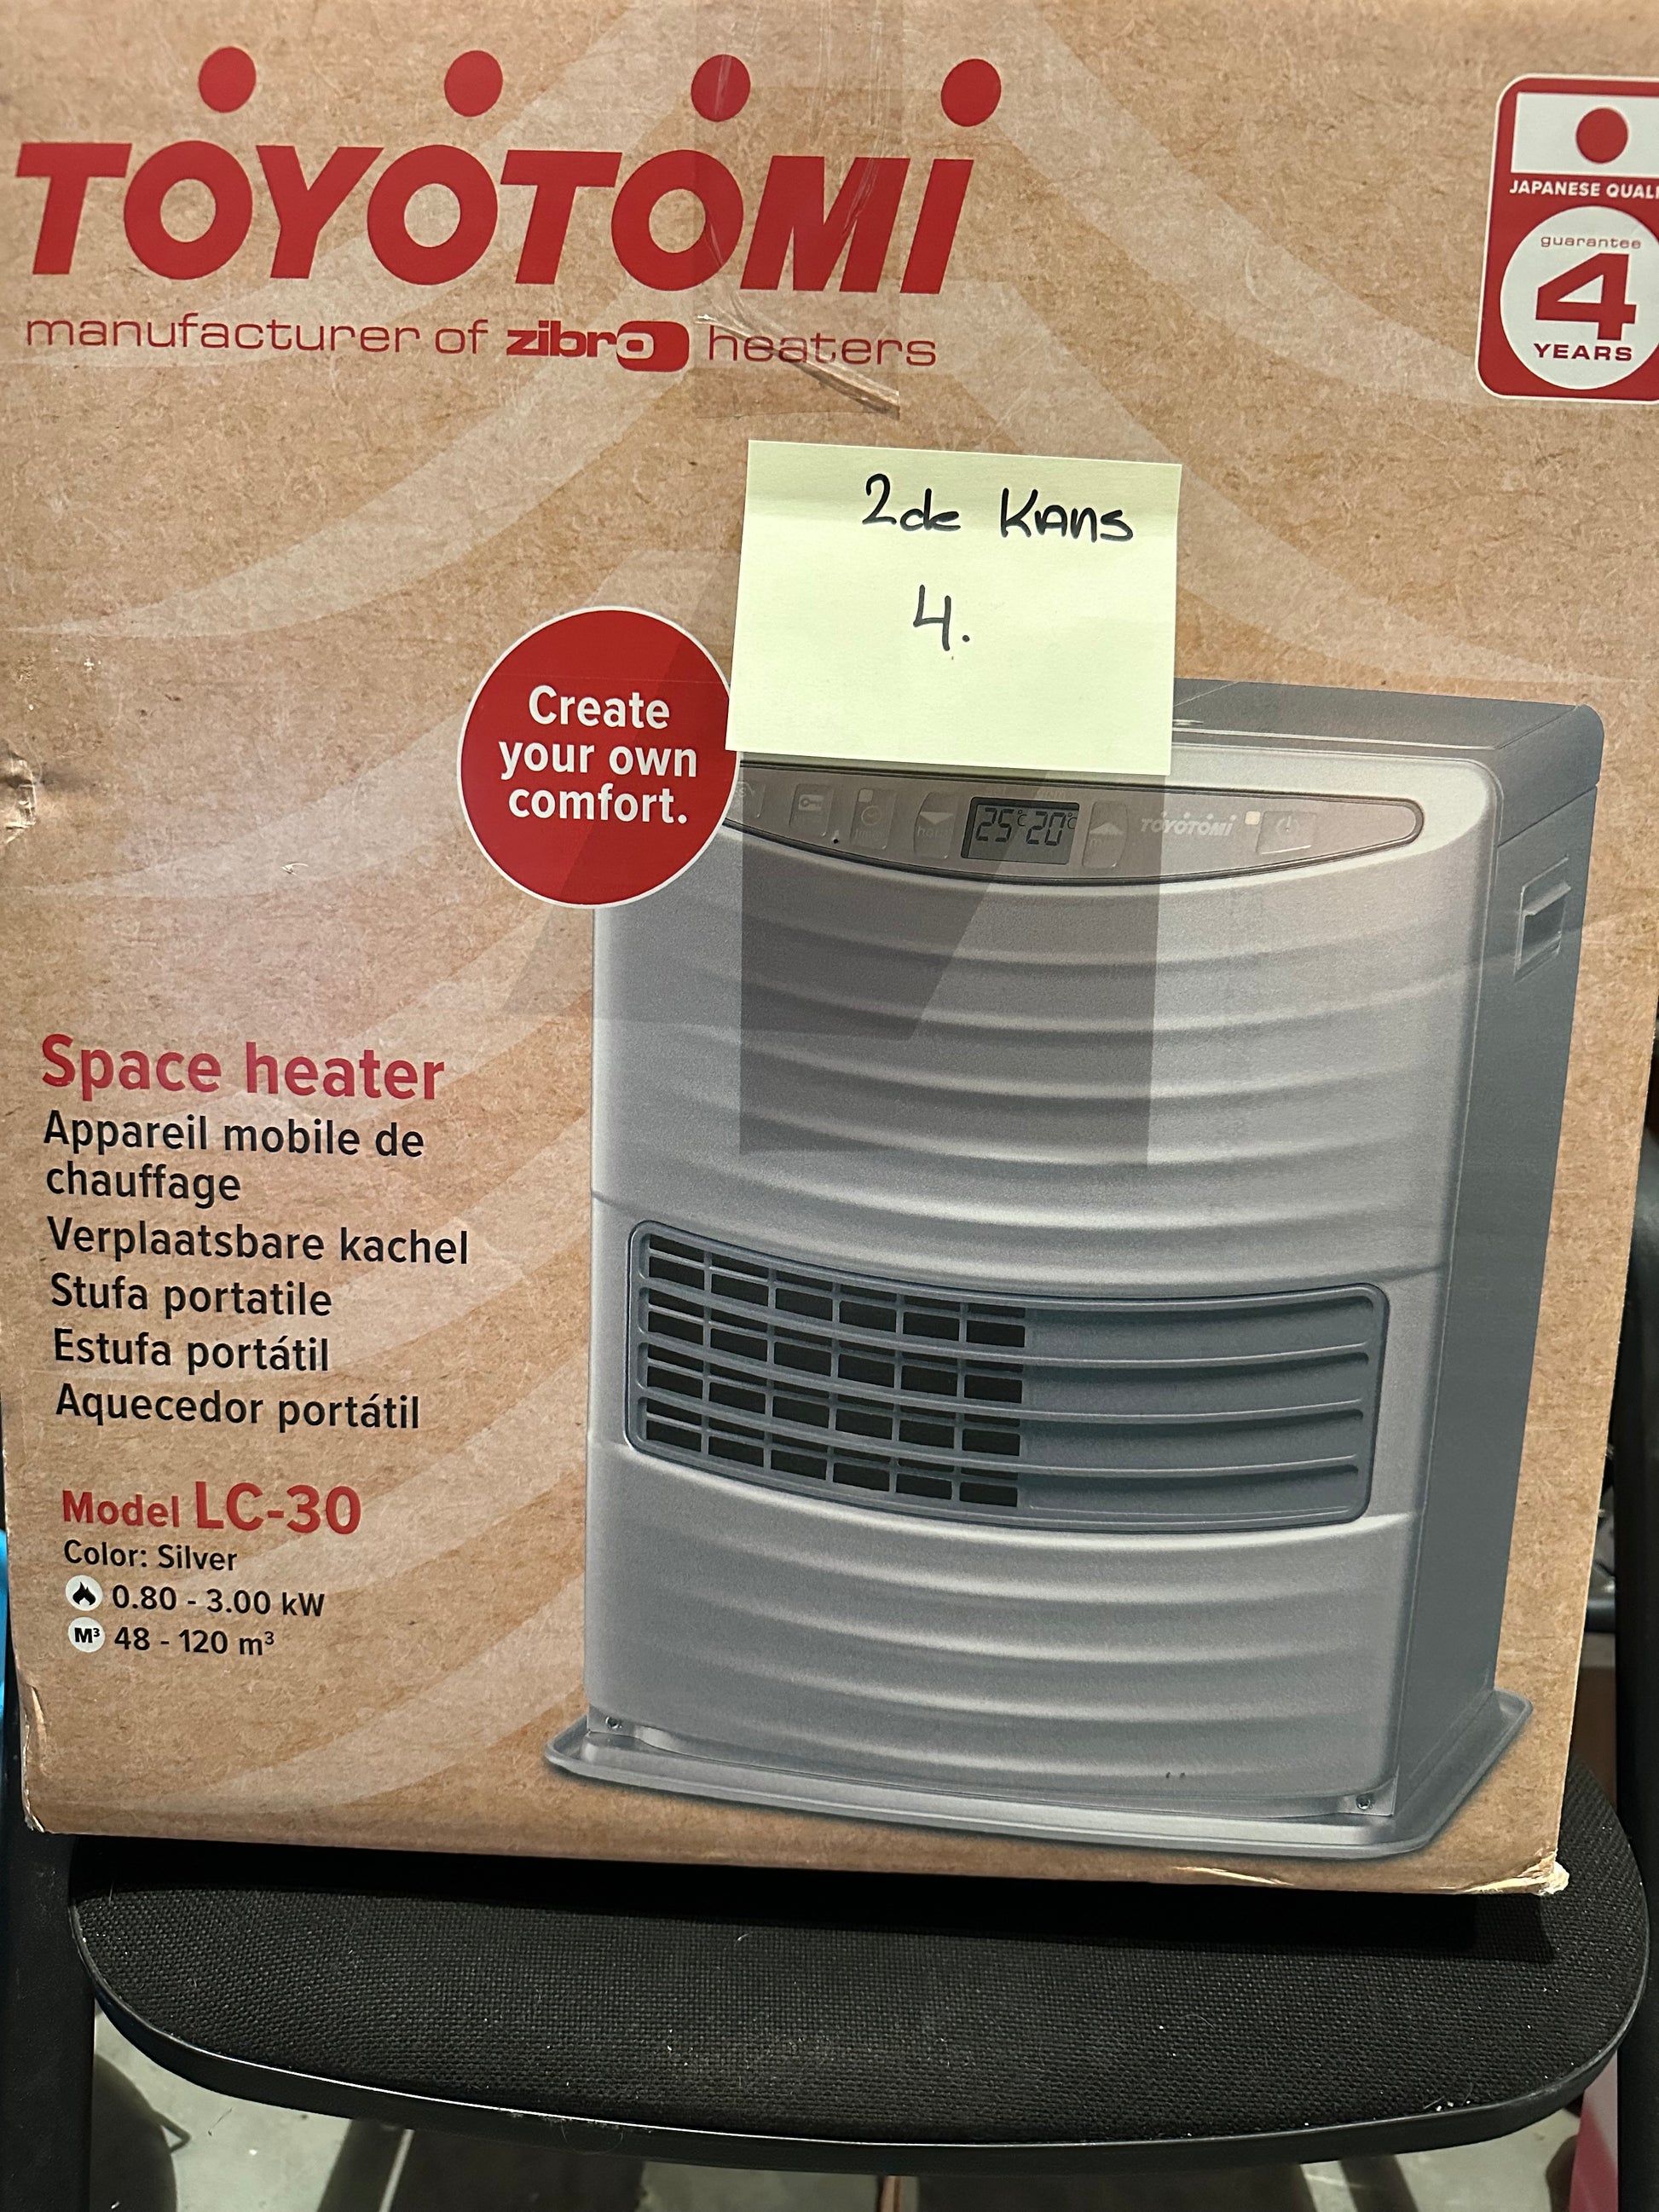 TOYOTOMI
manufacturer of zibro heaters
JAPANESE
guarantee
4
YEARS
2de Kans
4.
Create
your own
comfort.
25°C 20°C
TOYOTOMI
Space heater
Appareil mobile de
chauffage
Verplaatsbare kachel
Stufa portatile
Estufa portátil
Aquecedor portátil
Model LC-30
Color: Silver
0.80 - 3.00 kW
M³ 48 - 120 m³